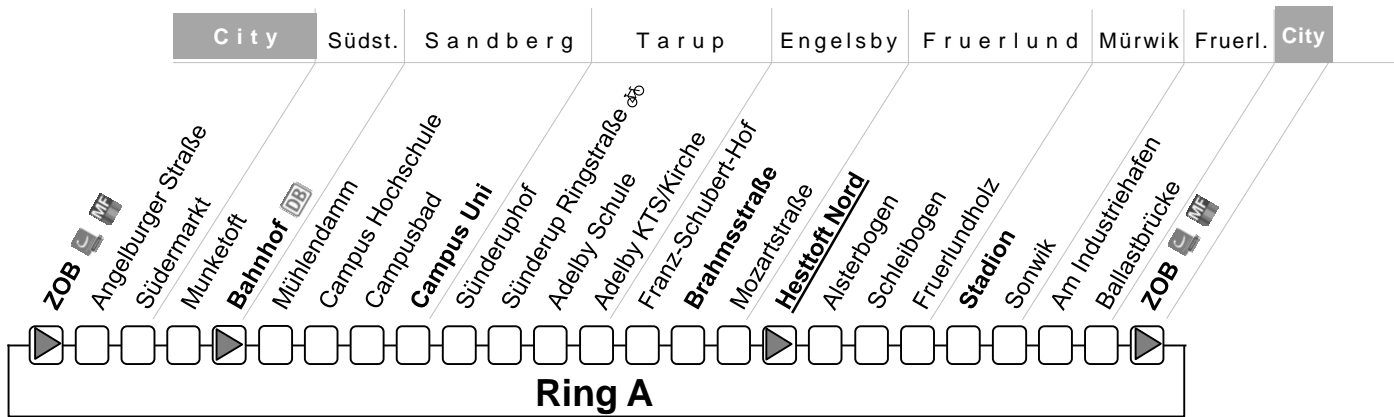 City Südst. Sandberg Tarup Engelsby Fruerlund Mürwik Fruerl. City
ZOB MF
Angelburger Straße
Südermarkt
Munketoft
Bahnhof DB
Mühlendamm
Campus Hochschule
Campusbad
Campus Uni
Sünderuphof
Sünderup Ringstraße
Adelby Schule
Adelby KTS/Kirche
Franz-Schubert-Hof
Brahmsstraße
Mozartstraße
Hesttoft Nord
Alsterbogen
Schleibogen
Fruerlundholz
Stadion
Sonwik
Am Industriehafen
Ballastbrücke
ZOB MF
Ring A